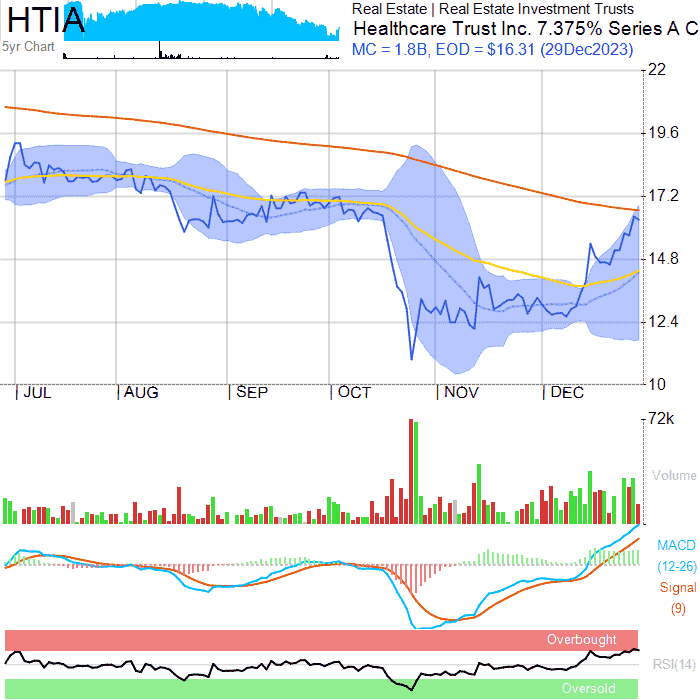 HTIA
5yr Chart
Real Estate | Real Estate Investment Trusts
Healthcare Trust Inc. 7.375% Series A C
MC = 1.8B, EOD = $16.31 (29Dec2023)
22
19.6
17.2
14.8
12.4
10
JUL AUG SEP OCT NOV DEC
72k
Volume
MACD
(12-26)
Signal
(9)
Overbought
RSI(14)
Oversold